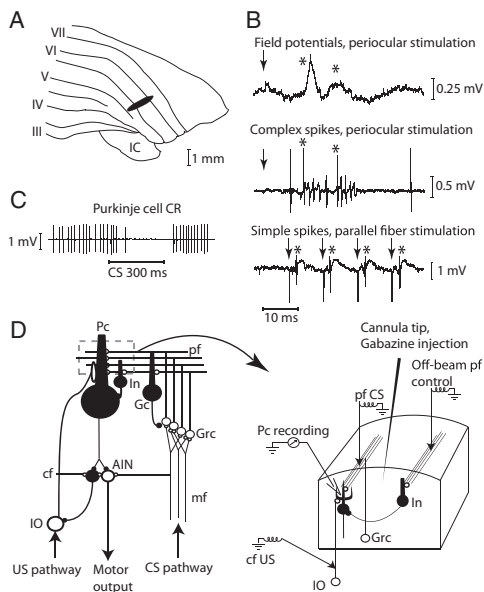 A
VII
VI
V
IV
III
IC
1 mm
B
Field potentials, periocular stimulation
*
*
0.25 mV
Complex spikes, periocular stimulation
*
*
0.5 mV
Simple spikes, parallel fiber stimulation
* * * *
1 mV
10 ms
C
Purkinje cell CR
1 mV
CS 300 ms
D
Pc
pf
In
Gc
Grc
cf
AIN
mf
IO
US pathway
Motor
output
CS pathway
Cannula tip,
Gabazine injection
Off-beam pf
control
pf CS
Pc recording
In
Grc
cf US
IO